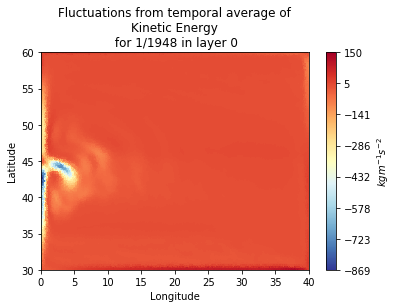 Fluctuations from temporal average of
Kinetic Energy
for 1/1948 in layer 0
60
55
50
45
40
35
30
Latitude
0 5 10 15 20 25 30 35 40
Longitude
150
5
−141
−286
−432
−578
−723
−869
kgm⁻¹s⁻²